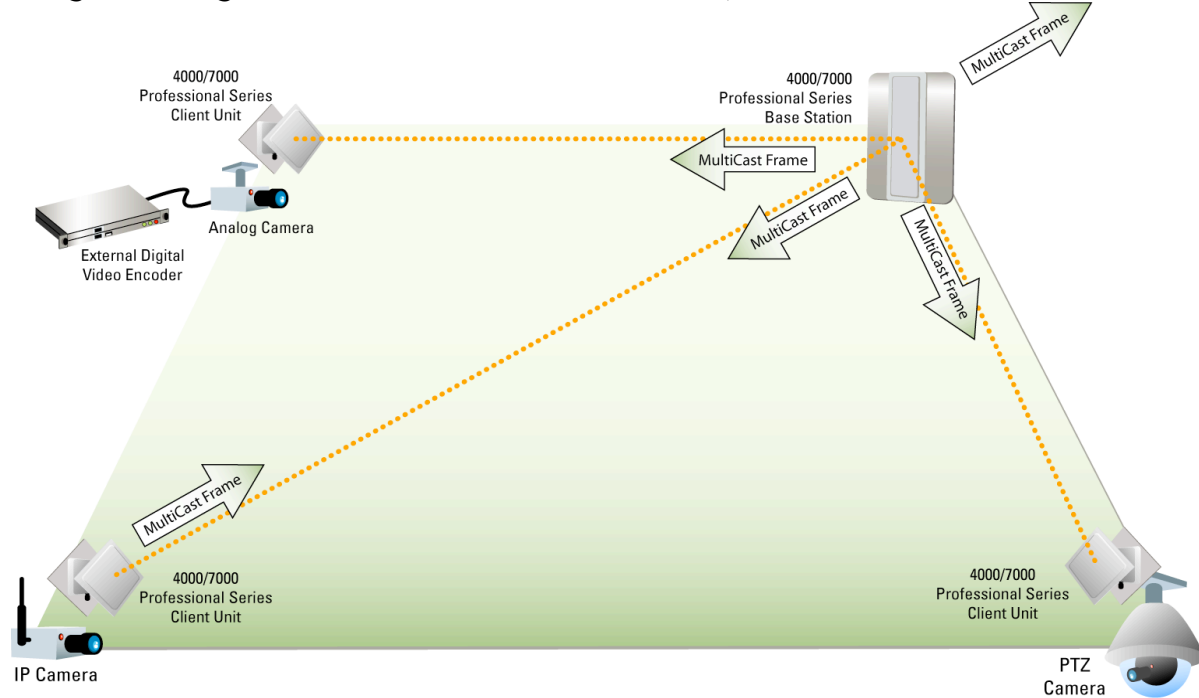 MultiCast Frame
4000/7000
Professional Series
Client Unit
4000/7000
Professional Series
Base Station
MultiCast Frame
MultiCast Frame
MultiCast Frame
Analog Camera
External Digital
Video Encoder
MultiCast Frame
4000/7000
Professional Series
Client Unit
4000/7000
Professional Series
Client Unit
IP Camera
PTZ
Camera